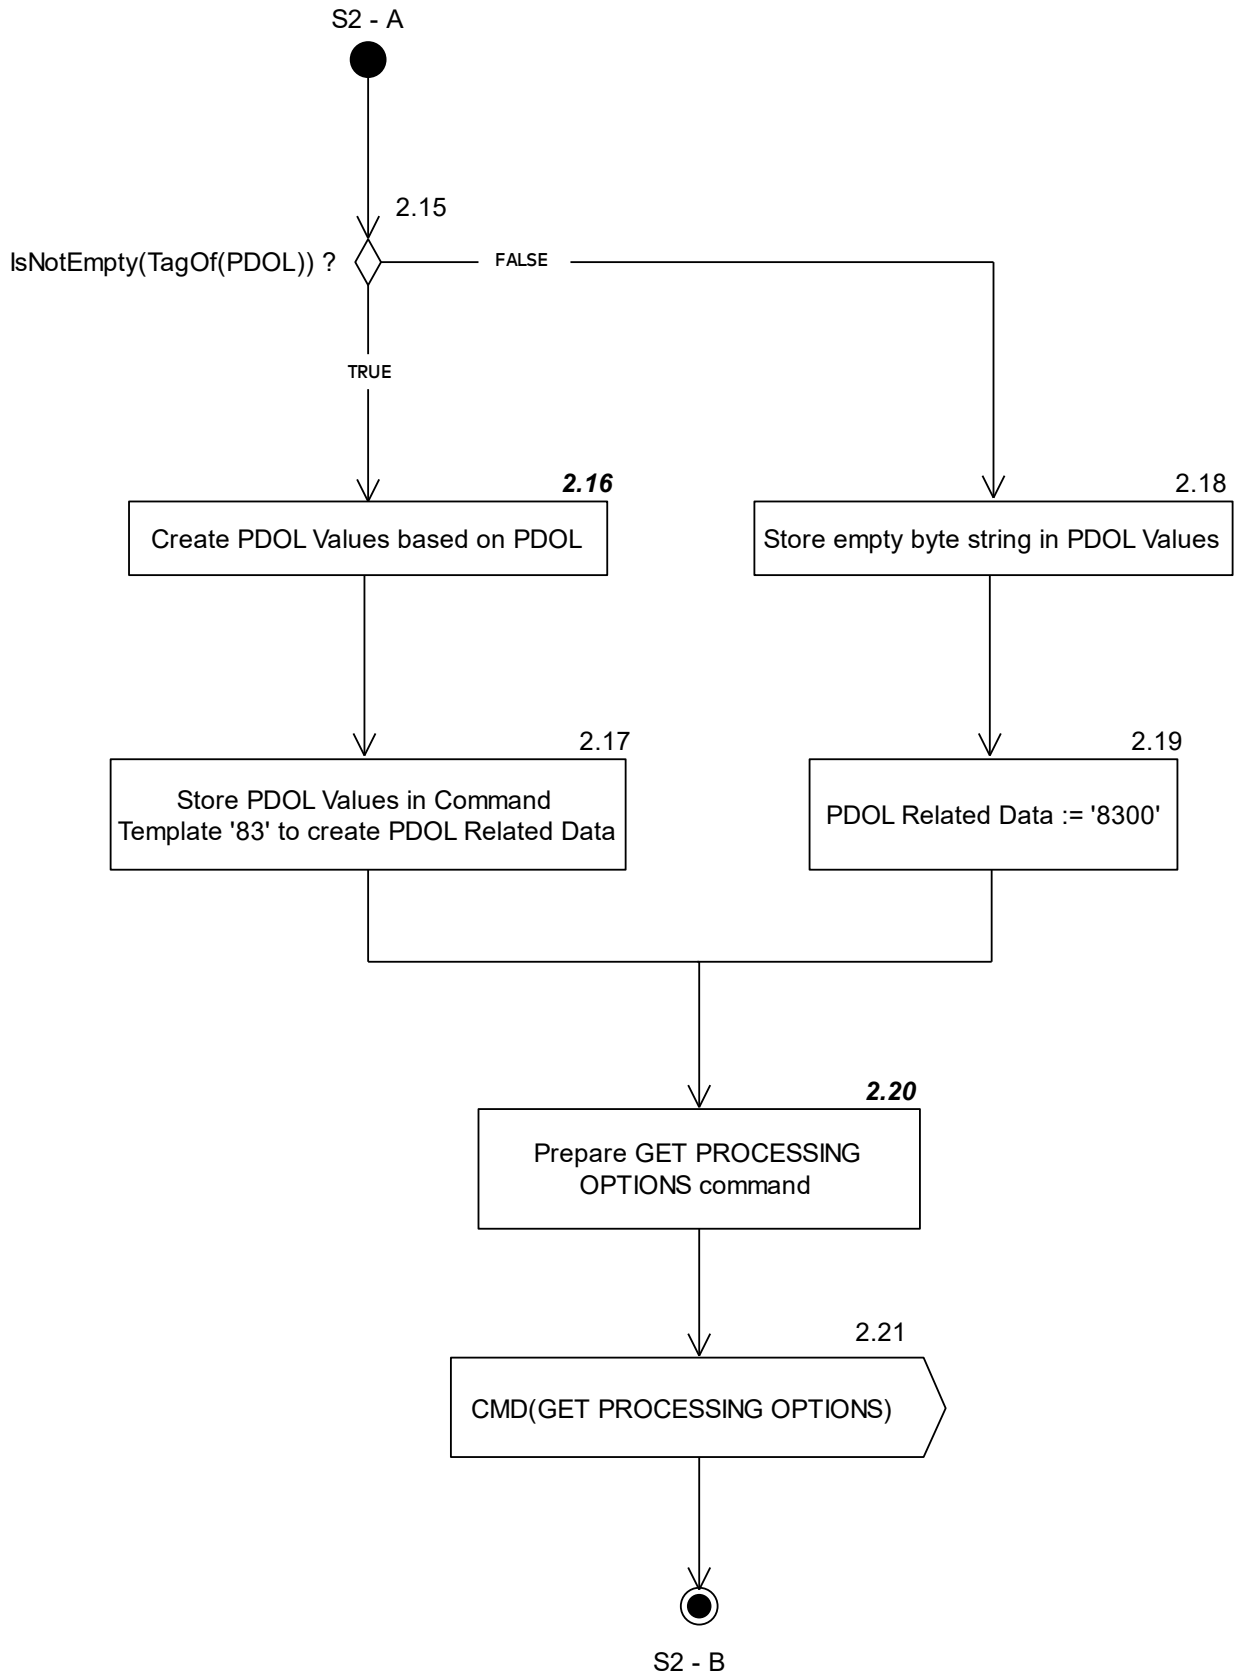 S2 - A
2.15
IsNotEmpty(TagOf(PDOL)) ?
FALSE
TRUE
2.16
Create PDOL Values based on PDOL
2.18
Store empty byte string in PDOL Values
2.17
Store PDOL Values in Command
Template '83' to create PDOL Related Data
2.19
PDOL Related Data := '8300'
2.20
Prepare GET PROCESSING
OPTIONS command
2.21
CMD(GET PROCESSING OPTIONS)
S2 - B